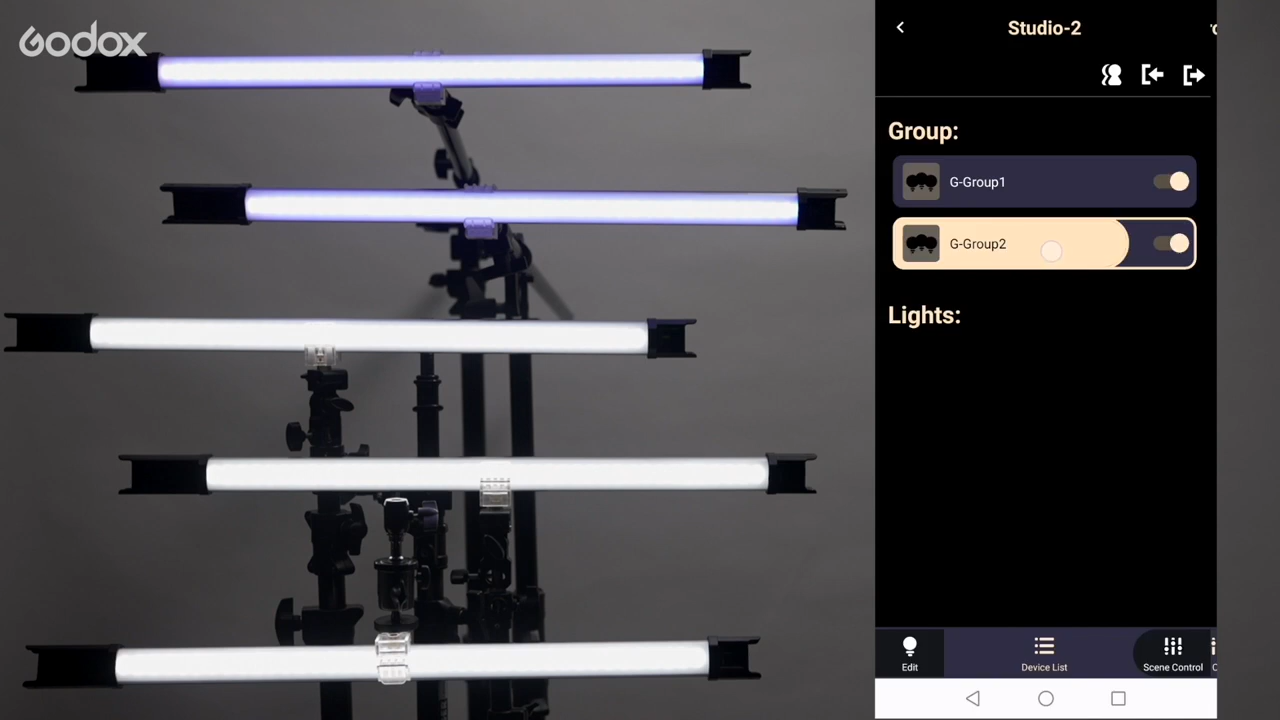 Godox
Studio-2
Group:
G-Group1
G-Group2
Lights:
Edit
Device List
Scene Control